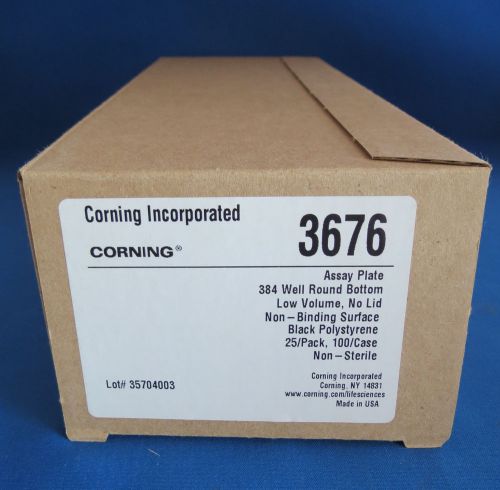 Corning Incorporated
3676
CORNING®
Assay Plate
384 Well Round Bottom
Low Volume, No Lid
Non-Binding Surface
Black Polystyrene
25/Pack, 100/Case
Non-Sterile
Lot# 35704003
Corning Incorporated
Corning, NY 14831
www.corning.com/lifesciences
Made in USA